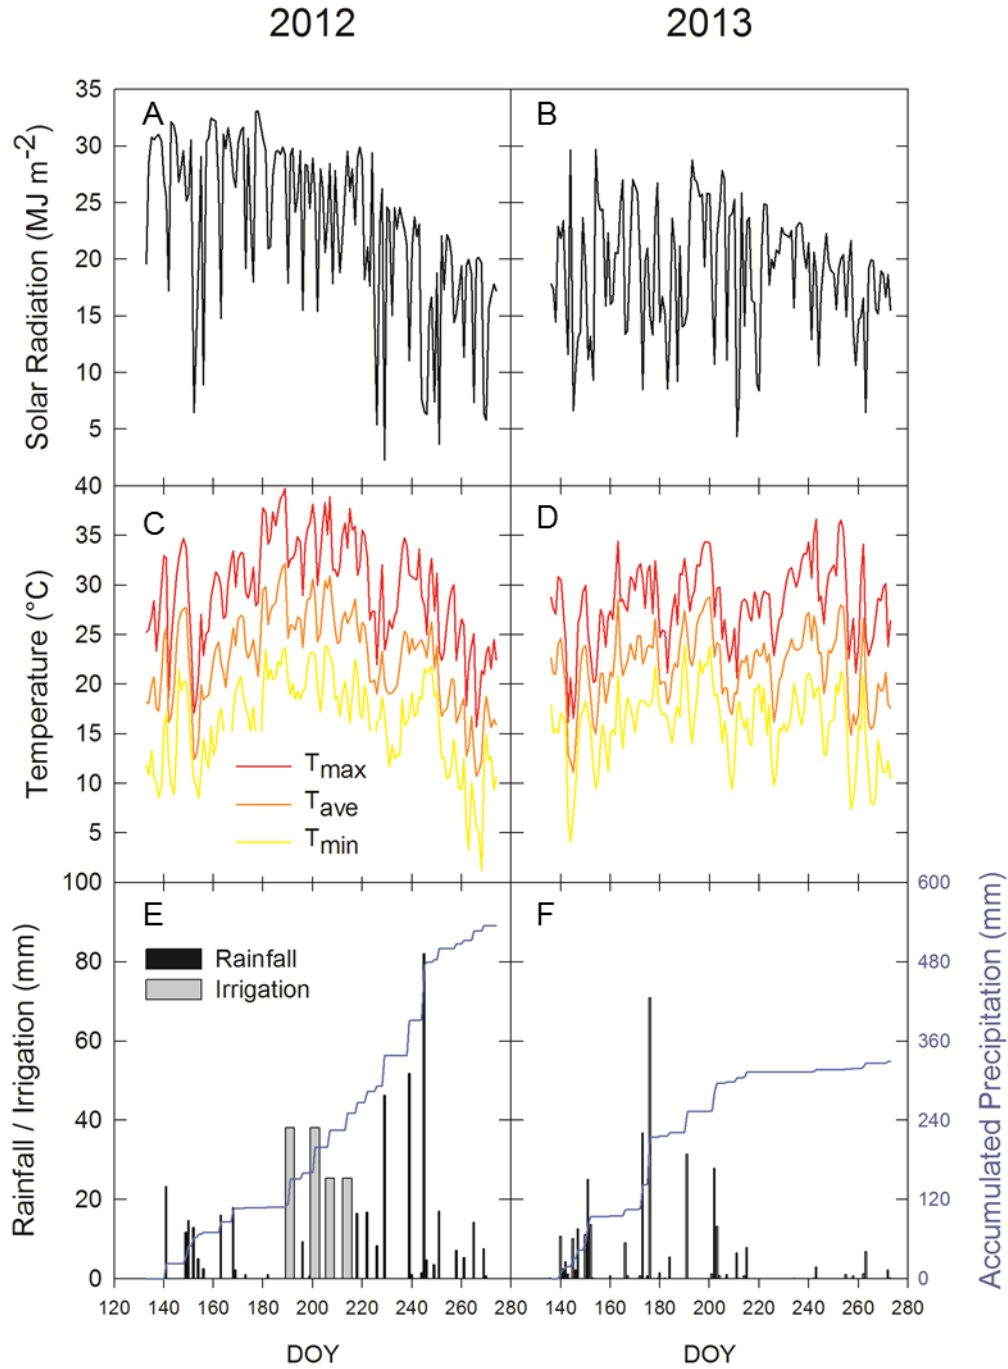 2012 2013
Solar Radiation (MJ m-2)
35
30
25
20
15
10
5
A
B
Temperature (°C)
40
35
30
25
20
15
10
5
C
D
Tmax
Tave
Tmin
Rainfall / Irrigation (mm)
100
80
60
40
20
0
E
F
Rainfall
Irrigation
600
480
360
240
120
0
Accumulated Precipitation (mm)
120 140 160 180 200 220 240 260 280 140 160 180 200 220 240 260 280
DOY DOY